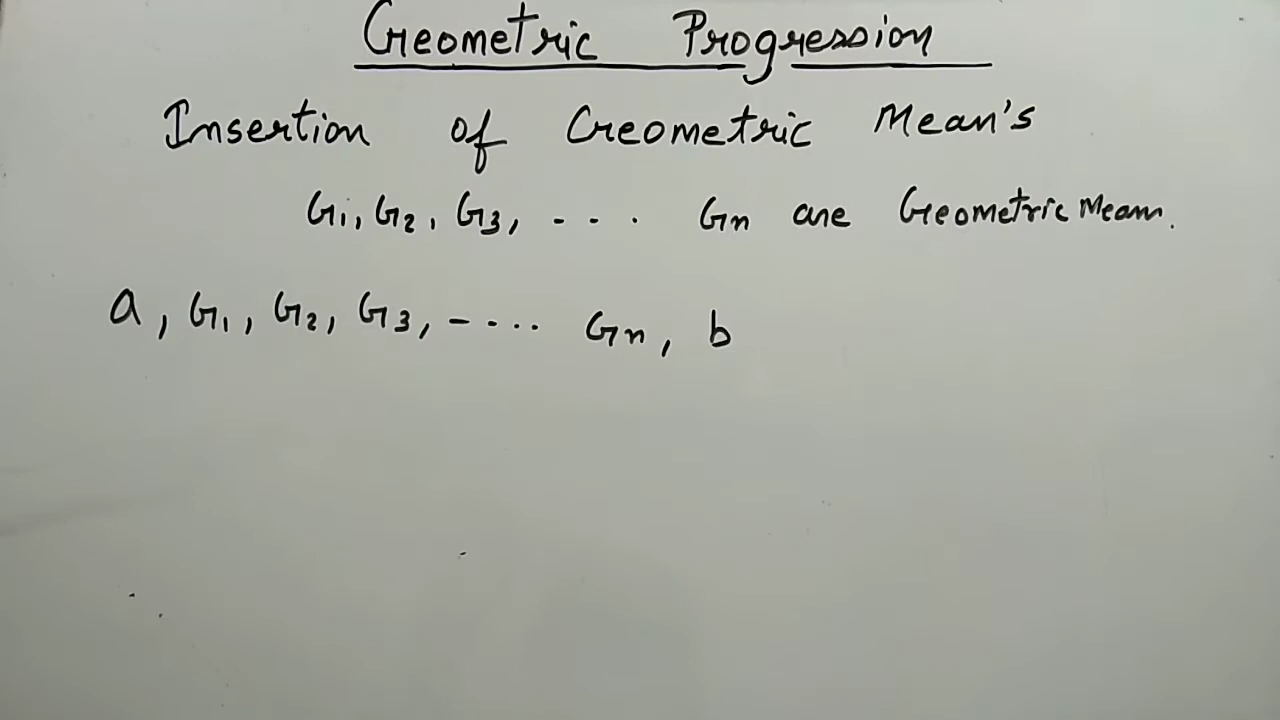 Geometric Progression
Insertion of Geometric Mean's
G1, G2, G3, - - - . Gn are Geometric Mean.
a, G1, G2, G3, - - ... Gn, b